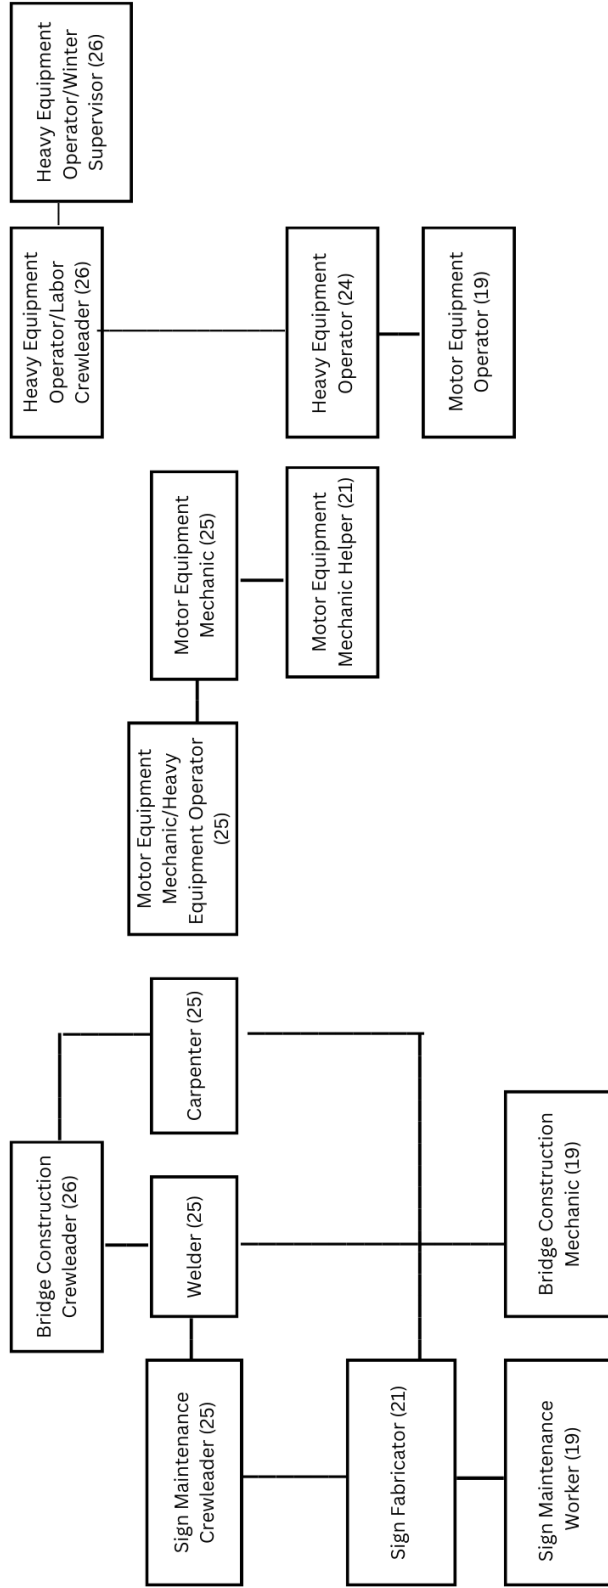 Bridge Construction
Crewleader (26)
Heavy Equipment
Operator/Labor
Crewleader (26)
Heavy Equipment
Operator/Winter
Supervisor (26)
Sign Maintenance
Crewleader (25)
Welder (25)
Carpenter (25)
Motor Equipment
Mechanic/Heavy
Equipment Operator
(25)
Motor Equipment
Mechanic (25)
Motor Equipment
Mechanic Helper (21)
Heavy Equipment
Operator (24)
Sign Fabricator (21)
Motor Equipment
Operator (19)
Sign Maintenance
Worker (19)
Bridge Construction
Mechanic (19)